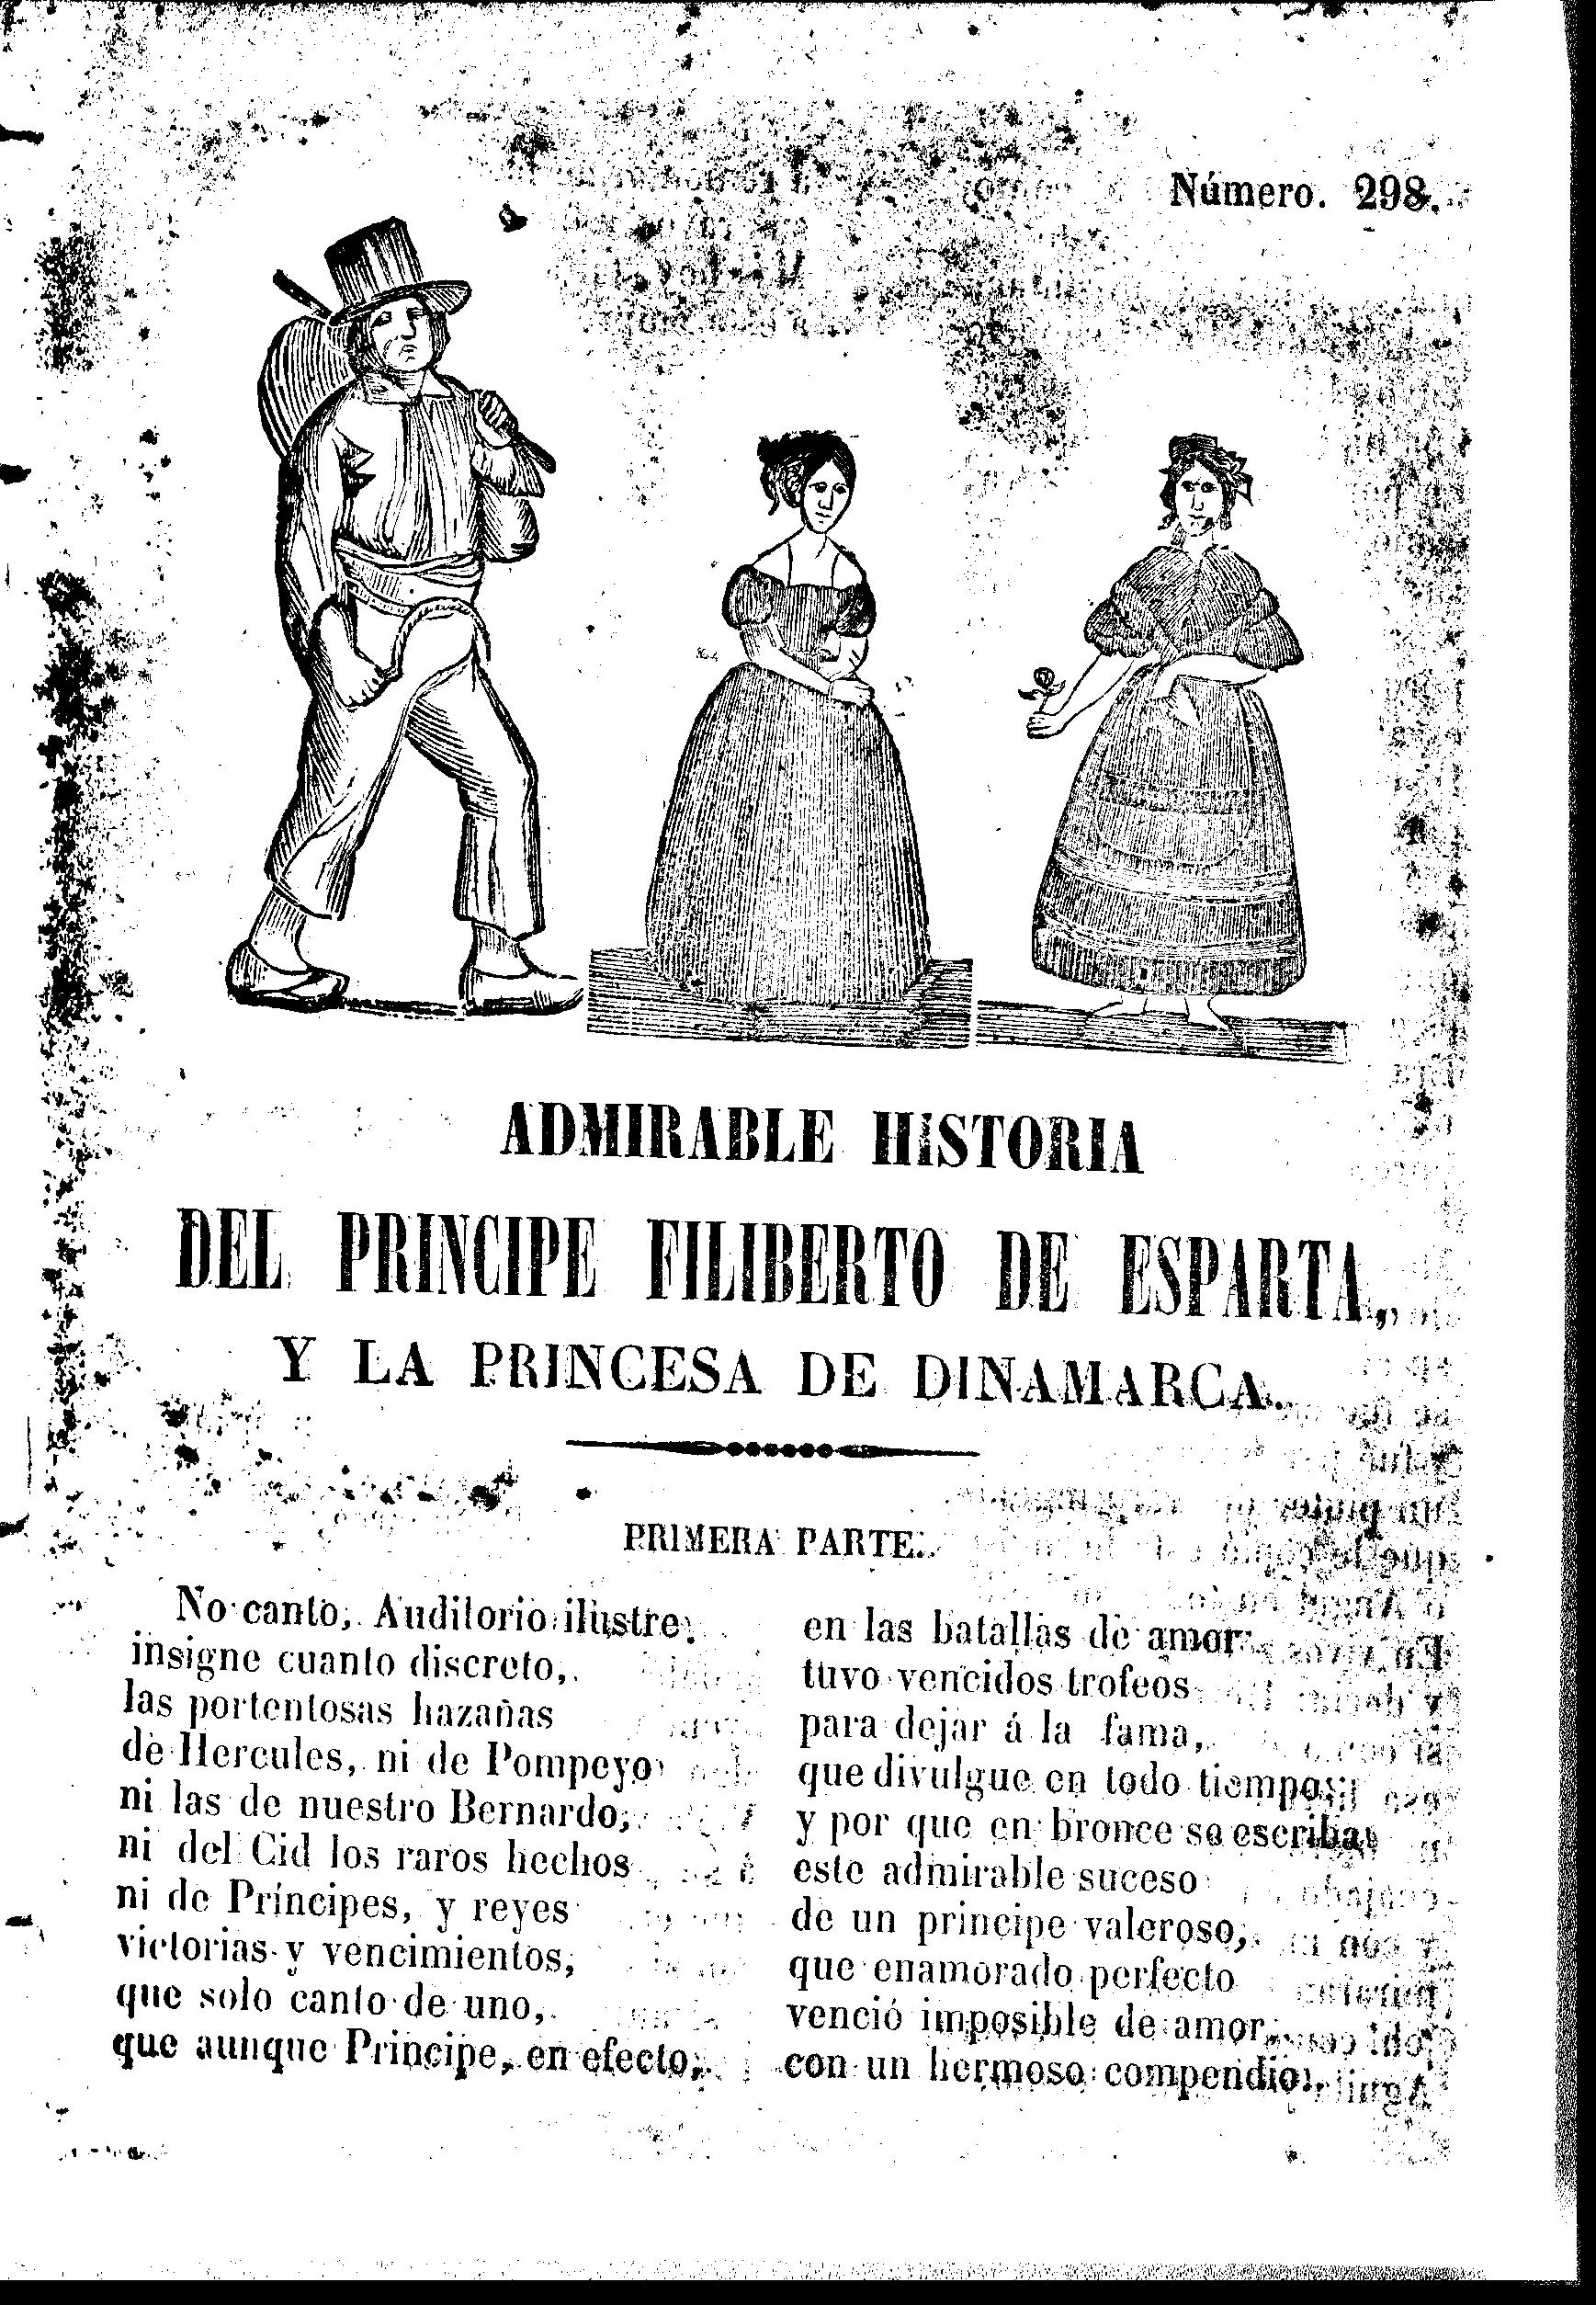 Número. 298.
ADMIRABLE HiSTORIA
DEL PRINCIPE FILIBERTO DE ESPARTA,
Y LA PRINCESA DE DINAMARCA.
PRIMERA PARTE.
No canto, Auditorio ilustre,
insigne cuanto discreto,
las portentosas hazañas
de Hercules, ni de Pompeyo
ni las de nuestro Bernardo,
ni del Cid los raros hechos
ni de Príncipes, y reyes
victorias y vencimientos,
que solo canto de uno,
que aunque Principe, en efecto,
en las batallas de amor
tuvo vencidos trofeos
para dejar á la fama,
que divulgue en todo tiempo;
y por que en bronce se escriba
este admirable suceso
de un principe valeroso,
que enamorado perfecto
venció imposible de amor,
con un hermoso compendio,